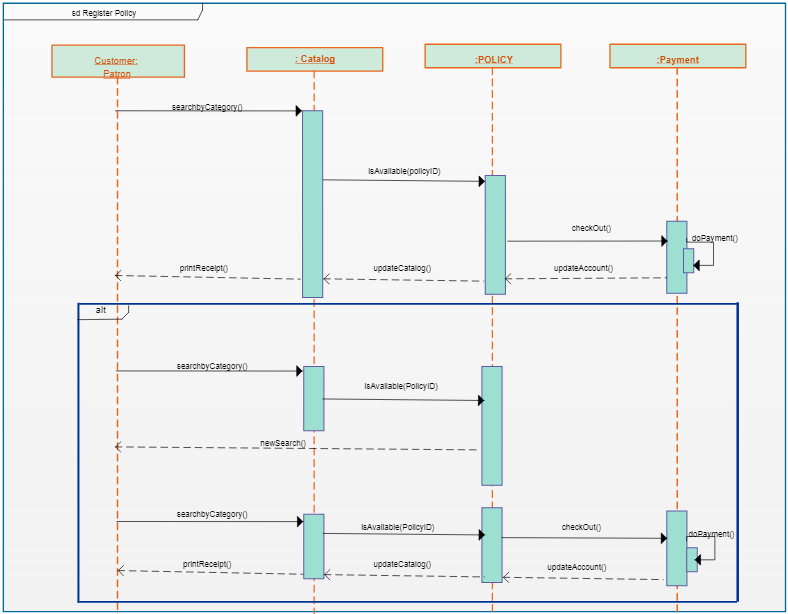 sd Register Policy
Customer:
Patron
: Catalog
:POLICY
:Payment
searchbyCategory()
IsAvailable(policyID)
checkOut()
doPayment()
printReceipt()
updateCatalog()
updateAccount()
alt
searchbyCategory()
IsAvailable(PolicyID)
newSearch()
searchbyCategory()
IsAvailable(PolicyID)
checkOut()
doPayment()
printReceipt()
updateCatalog()
updateAccount()